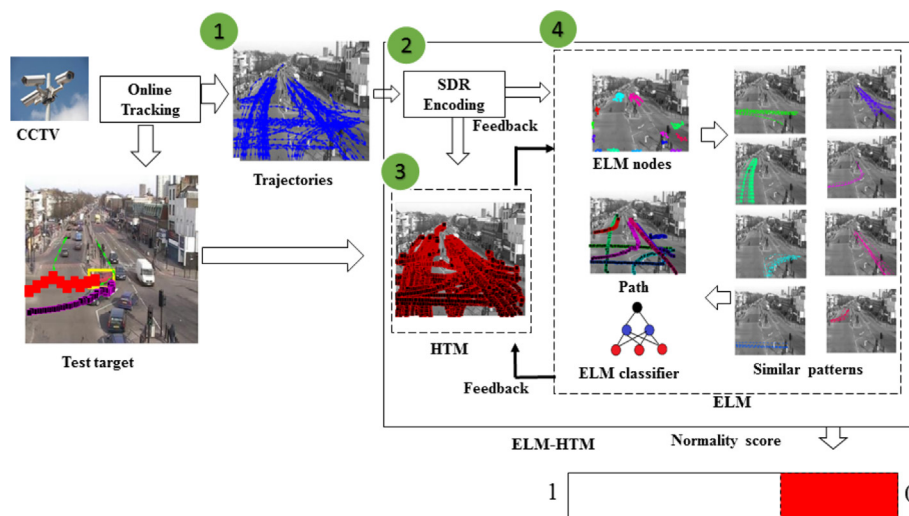 1
2
4
Online
Tracking
SDR
Encoding
CCTV
Feedback
ELM nodes
Trajectories
3
Path
Test target
HTM
ELM classifier
Similar patterns
Feedback
ELM
ELM-HTM
Normality score
1
0